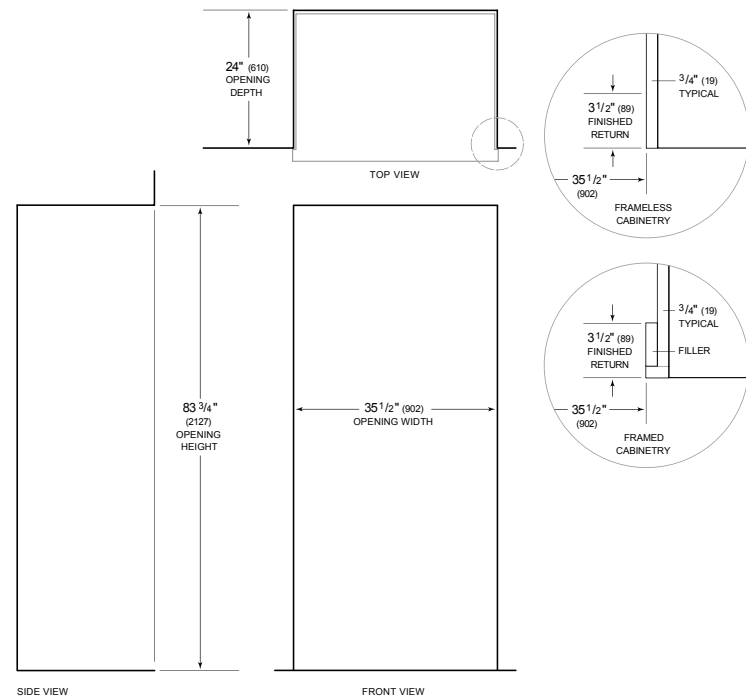 24" (610)
OPENING
DEPTH
TOP VIEW
3/4" (19)
TYPICAL
3 1/2" (89)
FINISHED
RETURN
35 1/2"
(902)
FRAMELESS
CABINETRY
3/4" (19)
TYPICAL
3 1/2" (89)
FINISHED
RETURN
FILLER
35 1/2"
(902)
FRAMED
CABINETRY
83 3/4"
(2127)
OPENING
HEIGHT
35 1/2" (902)
OPENING WIDTH
SIDE VIEW
FRONT VIEW